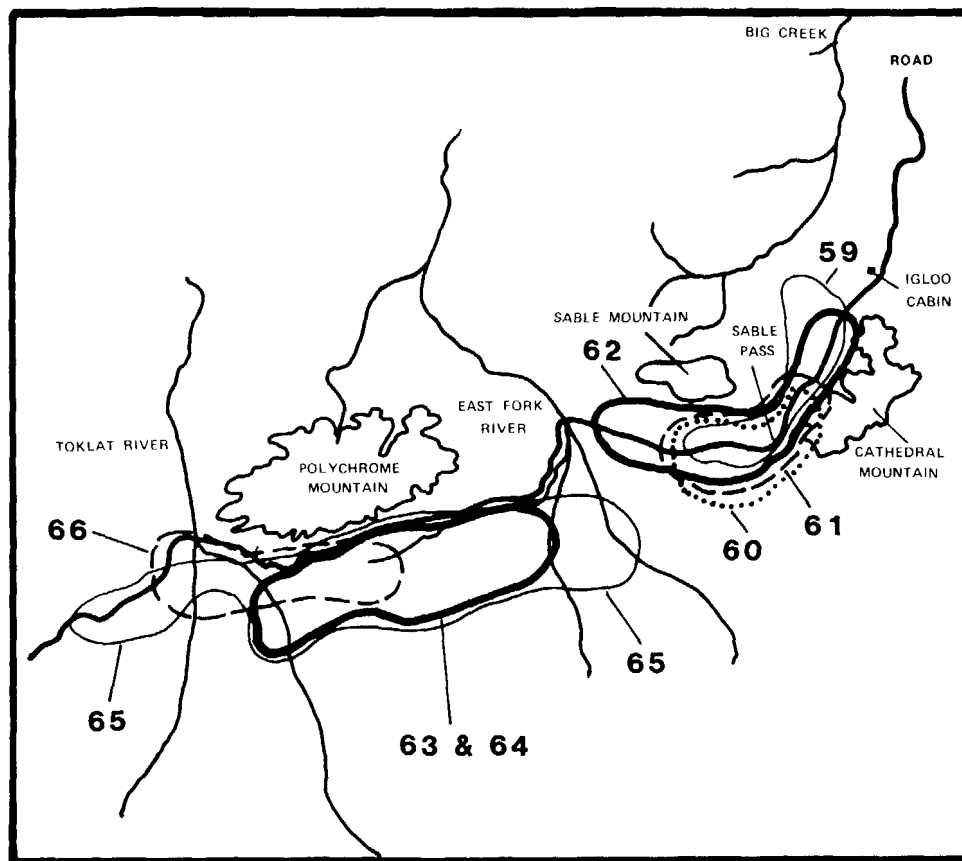 BIG CREEK
ROAD
59
IGLOO
CABIN
SABLE MOUNTAIN
SABLE
PASS
62
EAST FORK
RIVER
TOKLAT RIVER
POLYCHROME
MOUNTAIN
CATHEDRAL
MOUNTAIN
66
61
60
65
65
63 & 64